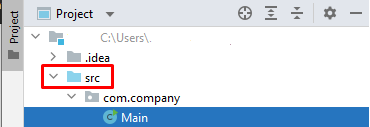 Project
Project
C:\Users\.
.idea
src
com.company
Main